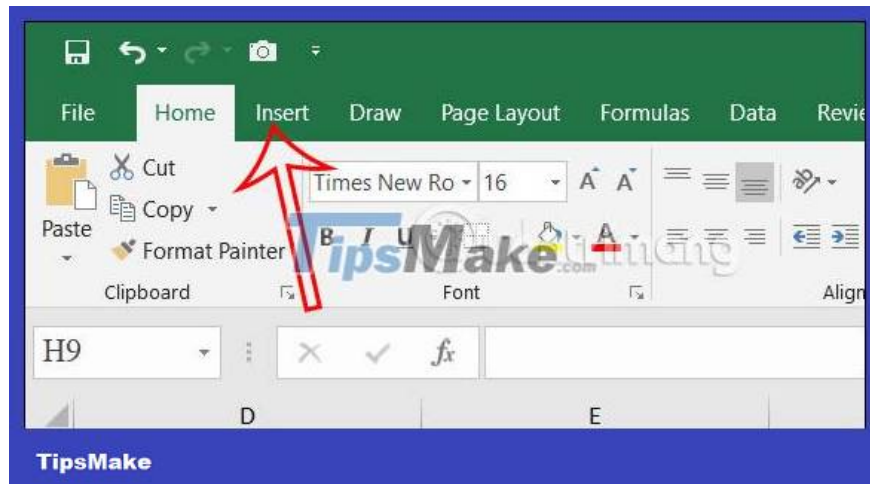 File Home Insert Draw Page Layout Formulas Data Revie
Cut
Times New Ro 16 A A
Copy
Paste
B I U A
Format Painter
TipsMake.com
Clipboard Font Align
H9 fx
D E
TipsMake